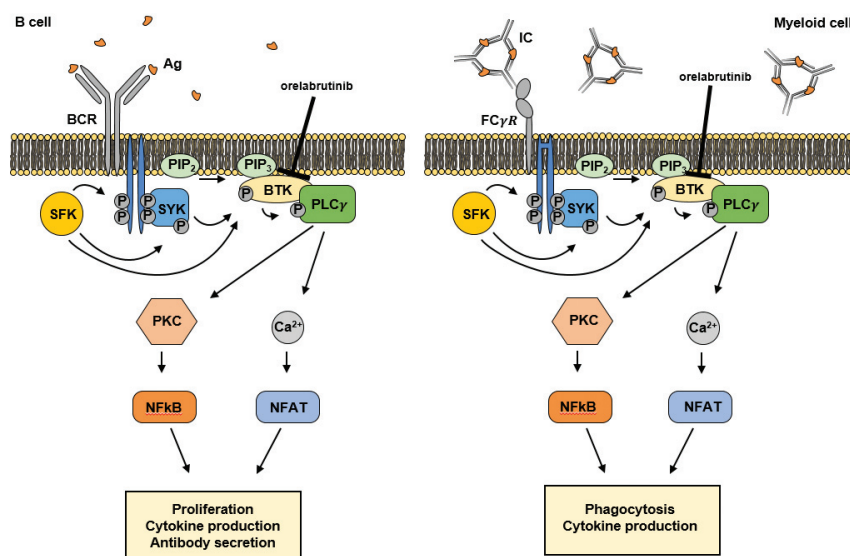 B cell
Ag
BCR
orelabrutinib
PIP2
PIP3
BTK
SFK
P
P
P
P
SYK
P
P
P
PLCγ
PKC
Ca2+
NFkB
NFAT
Proliferation
Cytokine production
Antibody secretion
Myeloid cell
IC
orelabrutinib
FCγR
PIP2
PIP3
BTK
SFK
P
P
P
P
SYK
P
P
P
PLCγ
PKC
Ca2+
NFkB
NFAT
Phagocytosis
Cytokine production